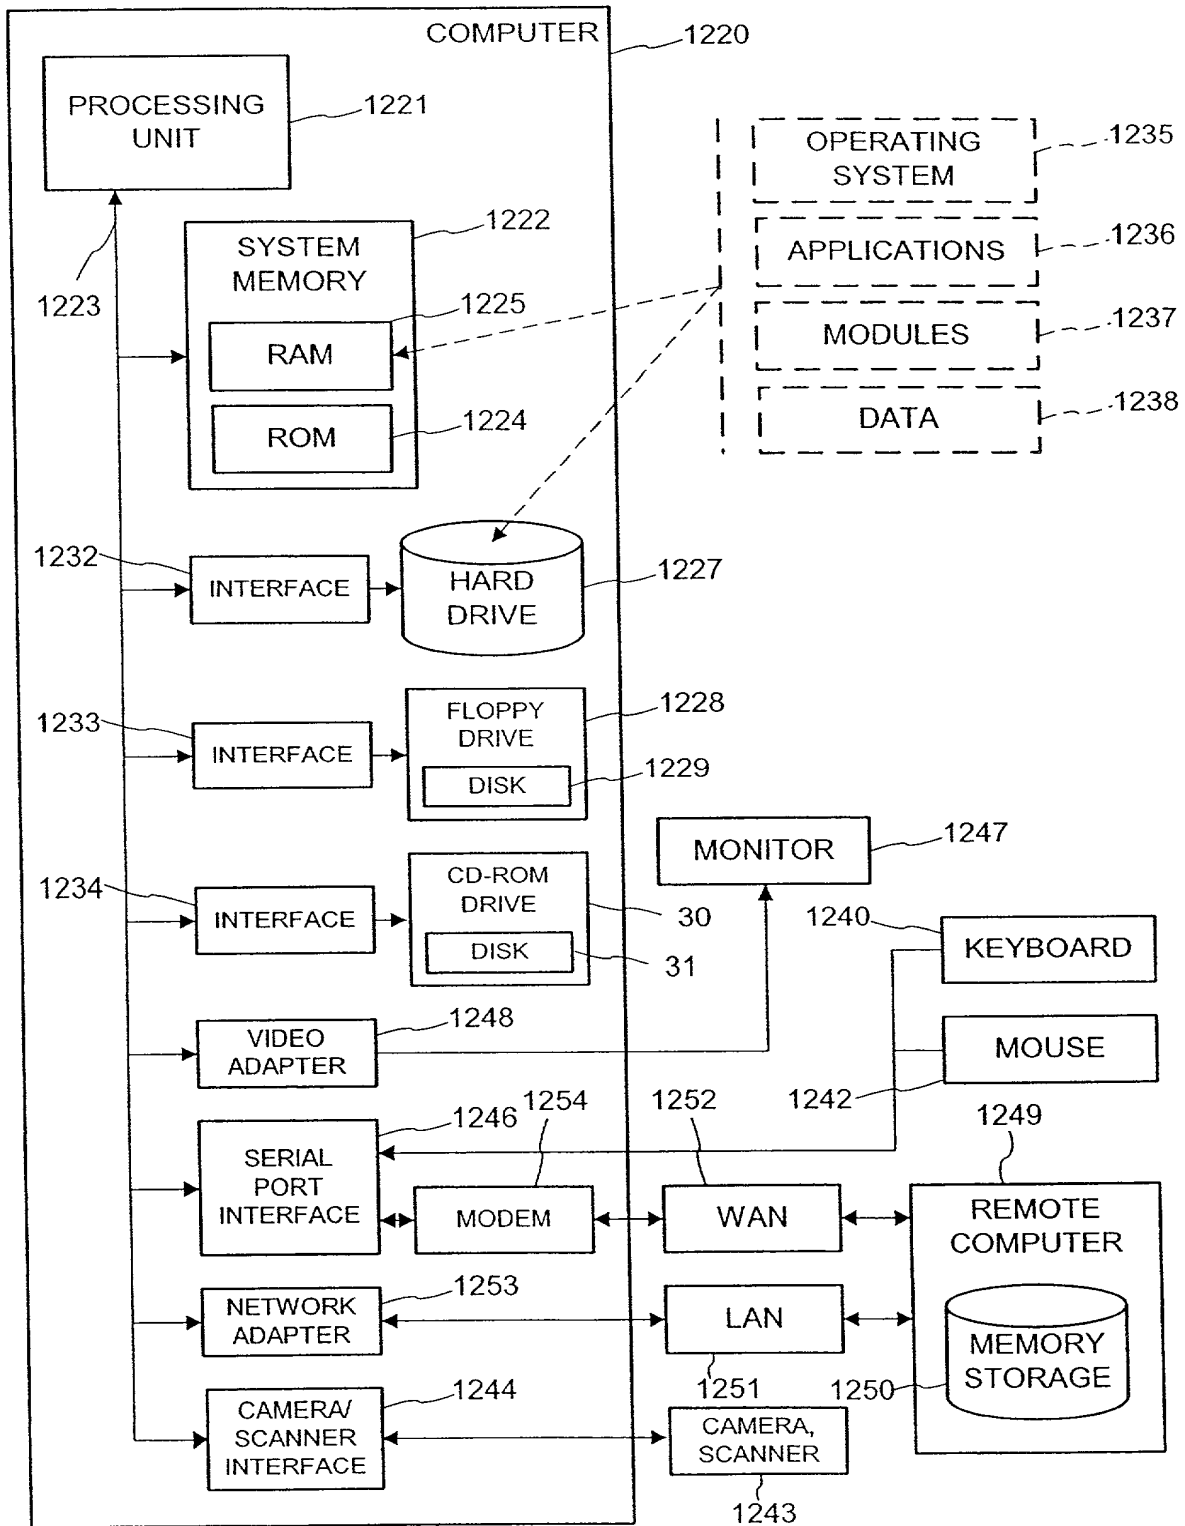 COMPUTER
1220
PROCESSING
UNIT
1221
1223
SYSTEM
MEMORY
1222
1225
RAM
ROM
1224
OPERATING
SYSTEM
1235
APPLICATIONS
1236
MODULES
1237
DATA
1238
1232
INTERFACE
HARD
DRIVE
1227
1233
INTERFACE
FLOPPY
DRIVE
1228
DISK
1229
1234
INTERFACE
CD-ROM
DRIVE
30
DISK
31
MONITOR
1247
1240
KEYBOARD
MOUSE
1242
VIDEO
ADAPTER
1248
1246
SERIAL
PORT
INTERFACE
1254
MODEM
1252
WAN
1249
REMOTE
COMPUTER
MEMORY
STORAGE
1250
NETWORK
ADAPTER
1253
LAN
1251
CAMERA/
SCANNER
INTERFACE
1244
CAMERA,
SCANNER
1243